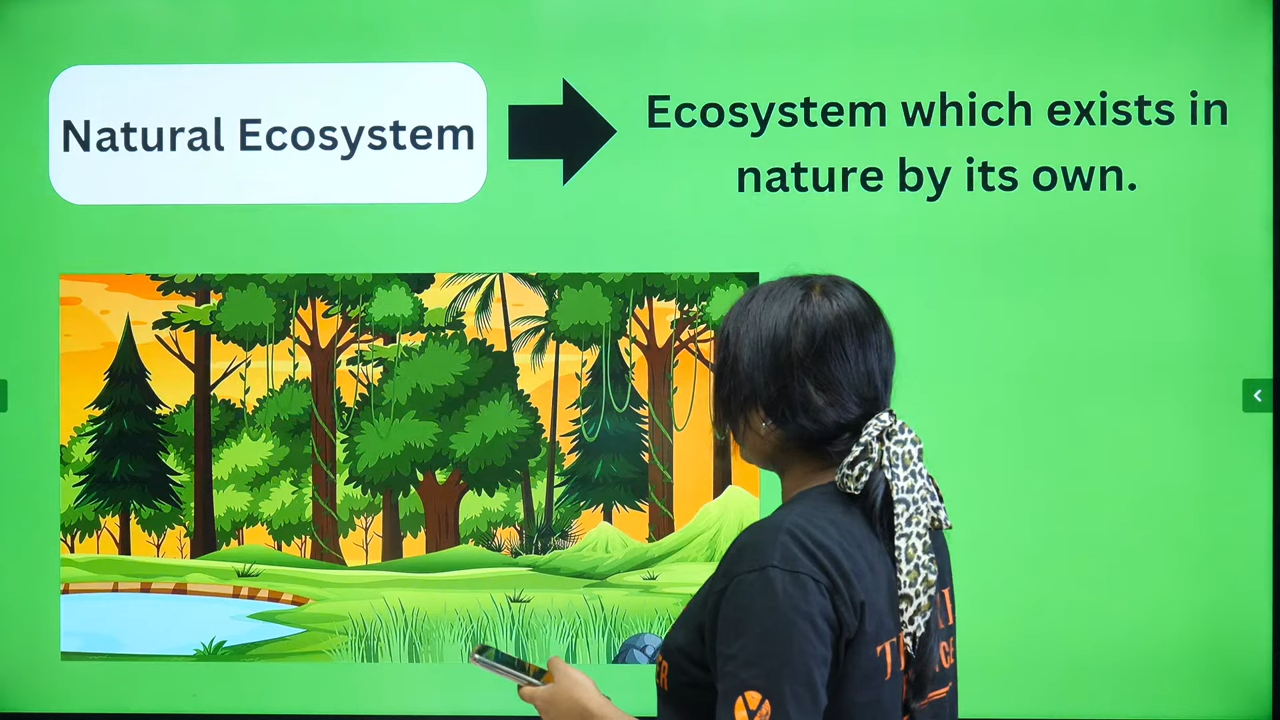 Natural Ecosystem
Ecosystem which exists in
nature by its own.